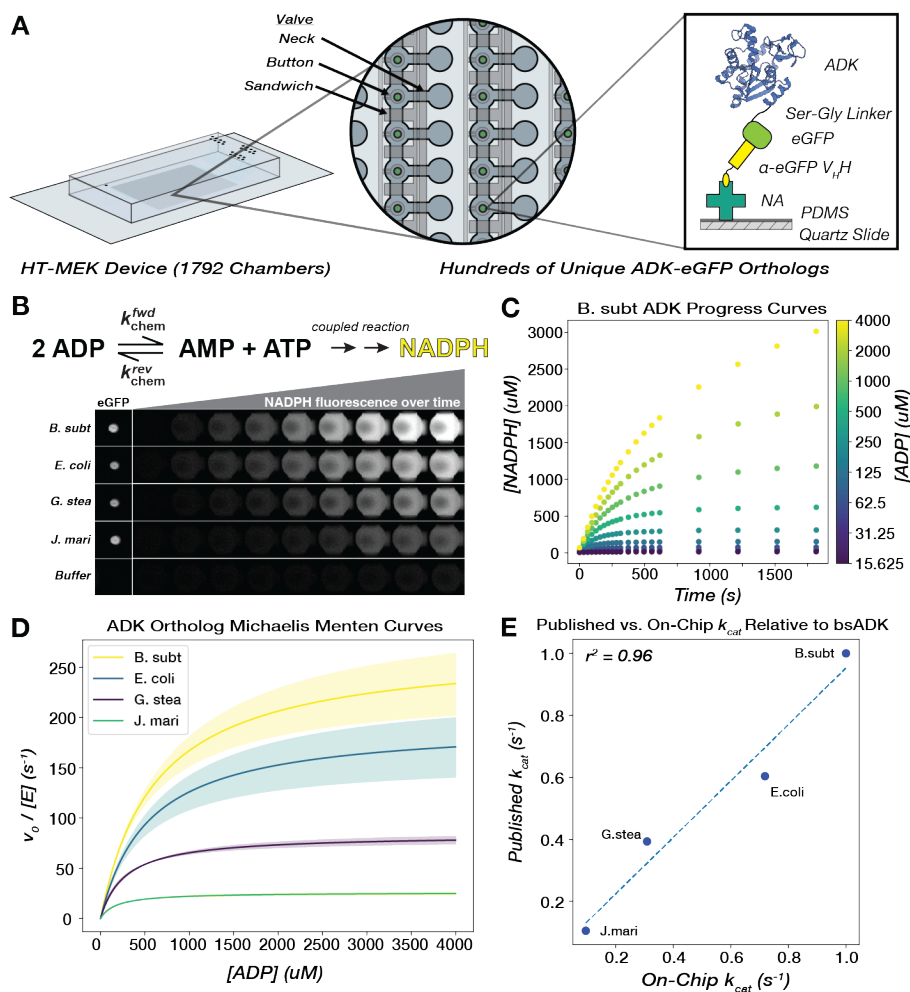 A
Valve
Neck
Button
Sandwich
ADK
Ser-Gly Linker
eGFP
α-eGFP VHH
NA
PDMS
Quartz Slide
HT-MEK Device (1792 Chambers)
Hundreds of Unique ADK-eGFP Orthologs
B
k fwd chem
2 ADP
AMP + ATP
coupled reaction
NADPH
k rev chem
eGFP
NADPH fluorescence over time
B. subt
E. coli
G. stea
J. mari
Buffer
C
B. subt ADK Progress Curves
[NADPH] (uM)
3000
2500
2000
1500
1000
500
0
0
500
1000
1500
Time (s)
4000
2000
1000
500
250
125
62.5
31.25
15.625
[ADP] (uM)
D
ADK Ortholog Michaelis Menten Curves
B. subt
E. coli
G. stea
J. mari
v0 / [E] (s-1)
250
200
150
100
50
0
0
500
1000
1500
2000
2500
3000
3500
4000
[ADP] (uM)
E
Published vs. On-Chip kcat Relative to bsADK
r² = 0.96
B.subt
E.coli
G.stea
J.mari
Published kcat (s-1)
1.0
0.8
0.6
0.4
0.2
0.2
0.4
0.6
0.8
1.0
On-Chip kcat (s-1)